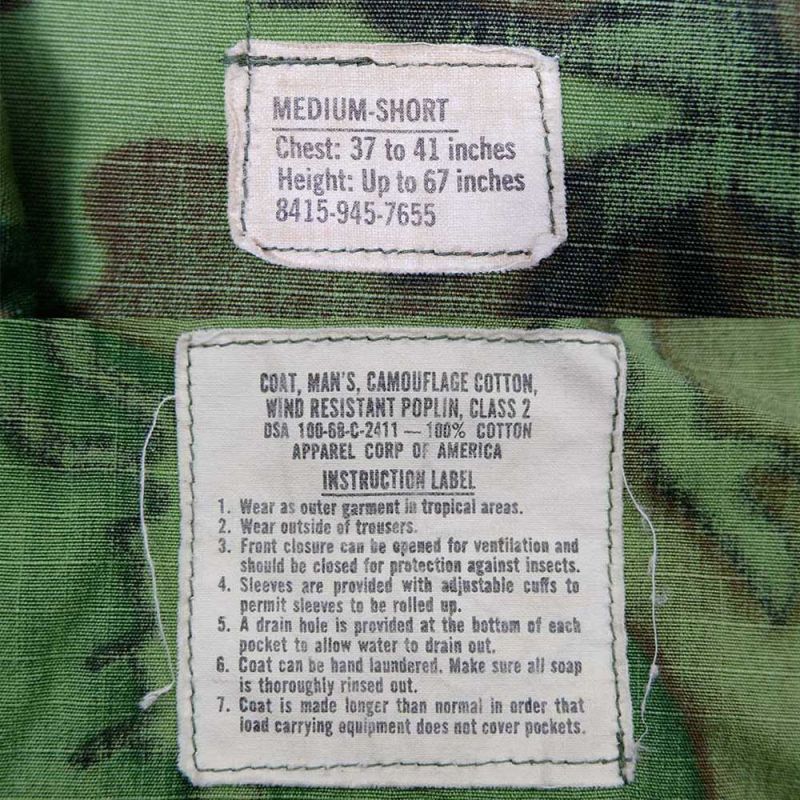 MEDIUM-SHORT
Chest: 37 to 41 inches
Height: Up to 67 inches
8415-945-7655
COAT, MAN'S, CAMOUFLAGE COTTON,
WIND RESISTANT POPLIN, CLASS 2
DSA 100-68-C-2411 — 100% COTTON
APPAREL CORP OF AMERICA
INSTRUCTION LABEL
1. Wear as outer garment in tropical areas.
2. Wear outside of trousers.
3. Front closure can be opened for ventilation and
should be closed for protection against insects.
4. Sleeves are provided with adjustable cuffs to
permit sleeves to be rolled up.
5. A drain hole is provided at the bottom of each
pocket to allow water to drain out.
6. Coat can be hand laundered. Make sure all soap
is thoroughly rinsed out.
7. Coat is made longer than normal in order that
load carrying equipment does not cover pockets.